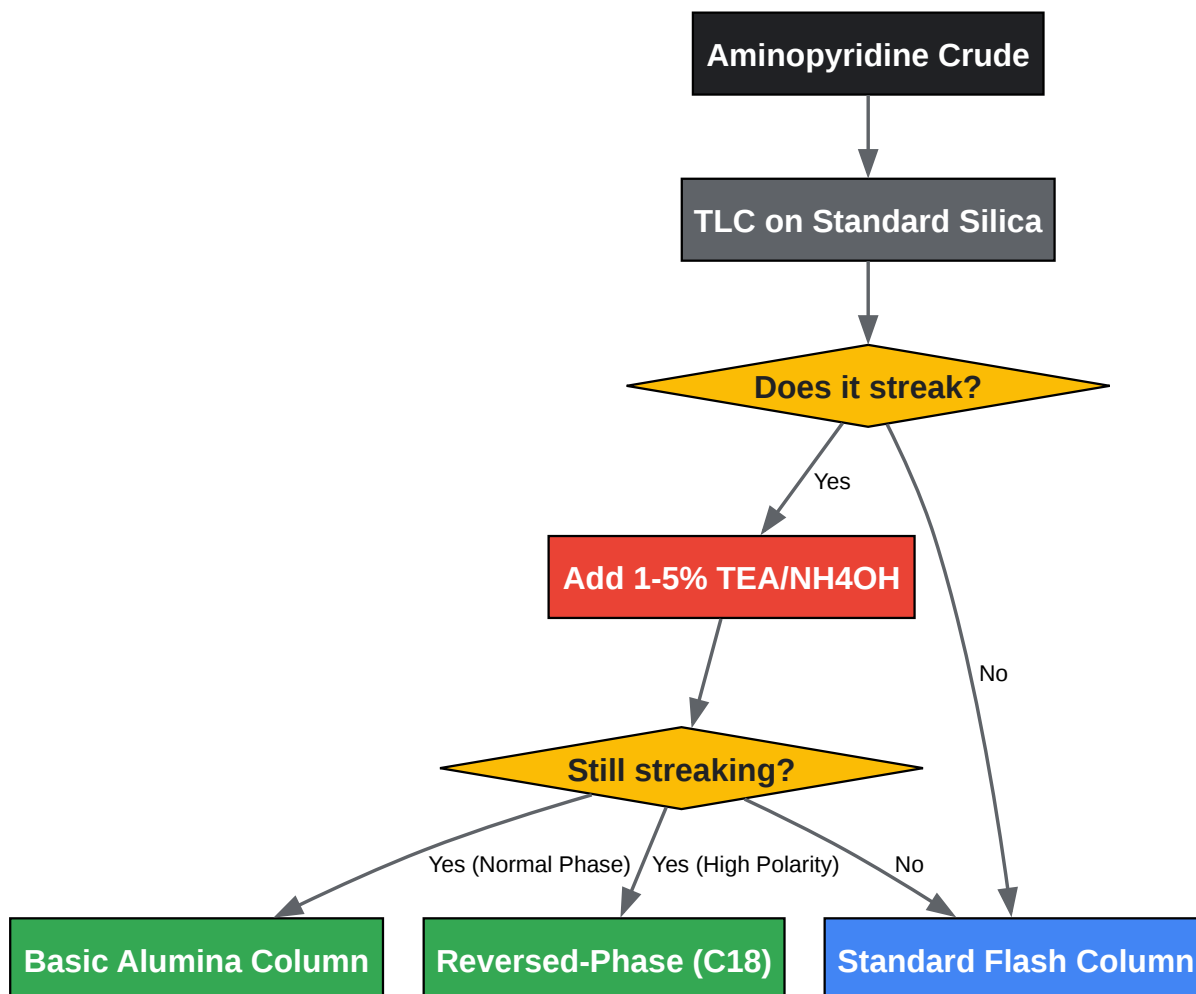 Aminopyridine Crude
TLC on Standard Silica
Does it streak?
Yes
Add 1-5% TEA/NH4OH
No
Still streaking?
Yes (Normal Phase)
Yes (High Polarity)
No
Basic Alumina Column
Reversed-Phase (C18)
Standard Flash Column